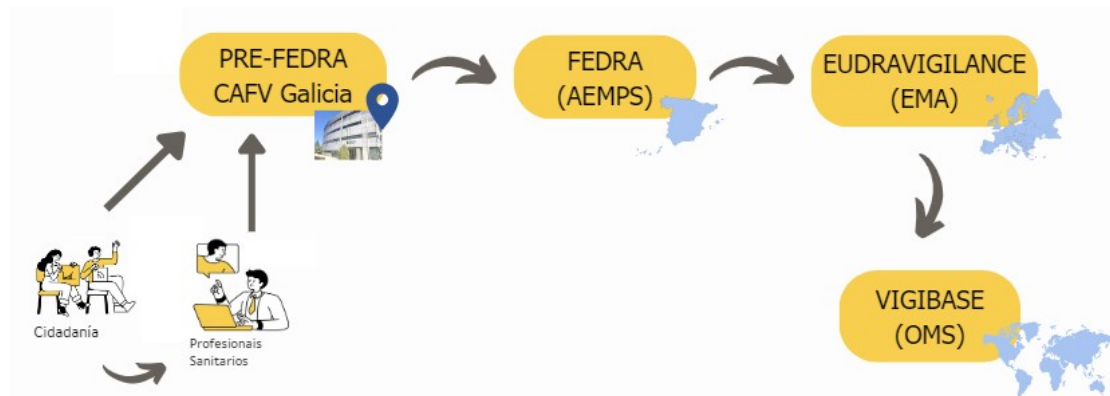 PRE-FEDRA
CAFV Galicia
FEDRA
(AEMPS)
EUDRAVIGILANCE
(EMA)
Cidadanía
Profesionais
Sanitarios
VIGIBASE
(OMS)